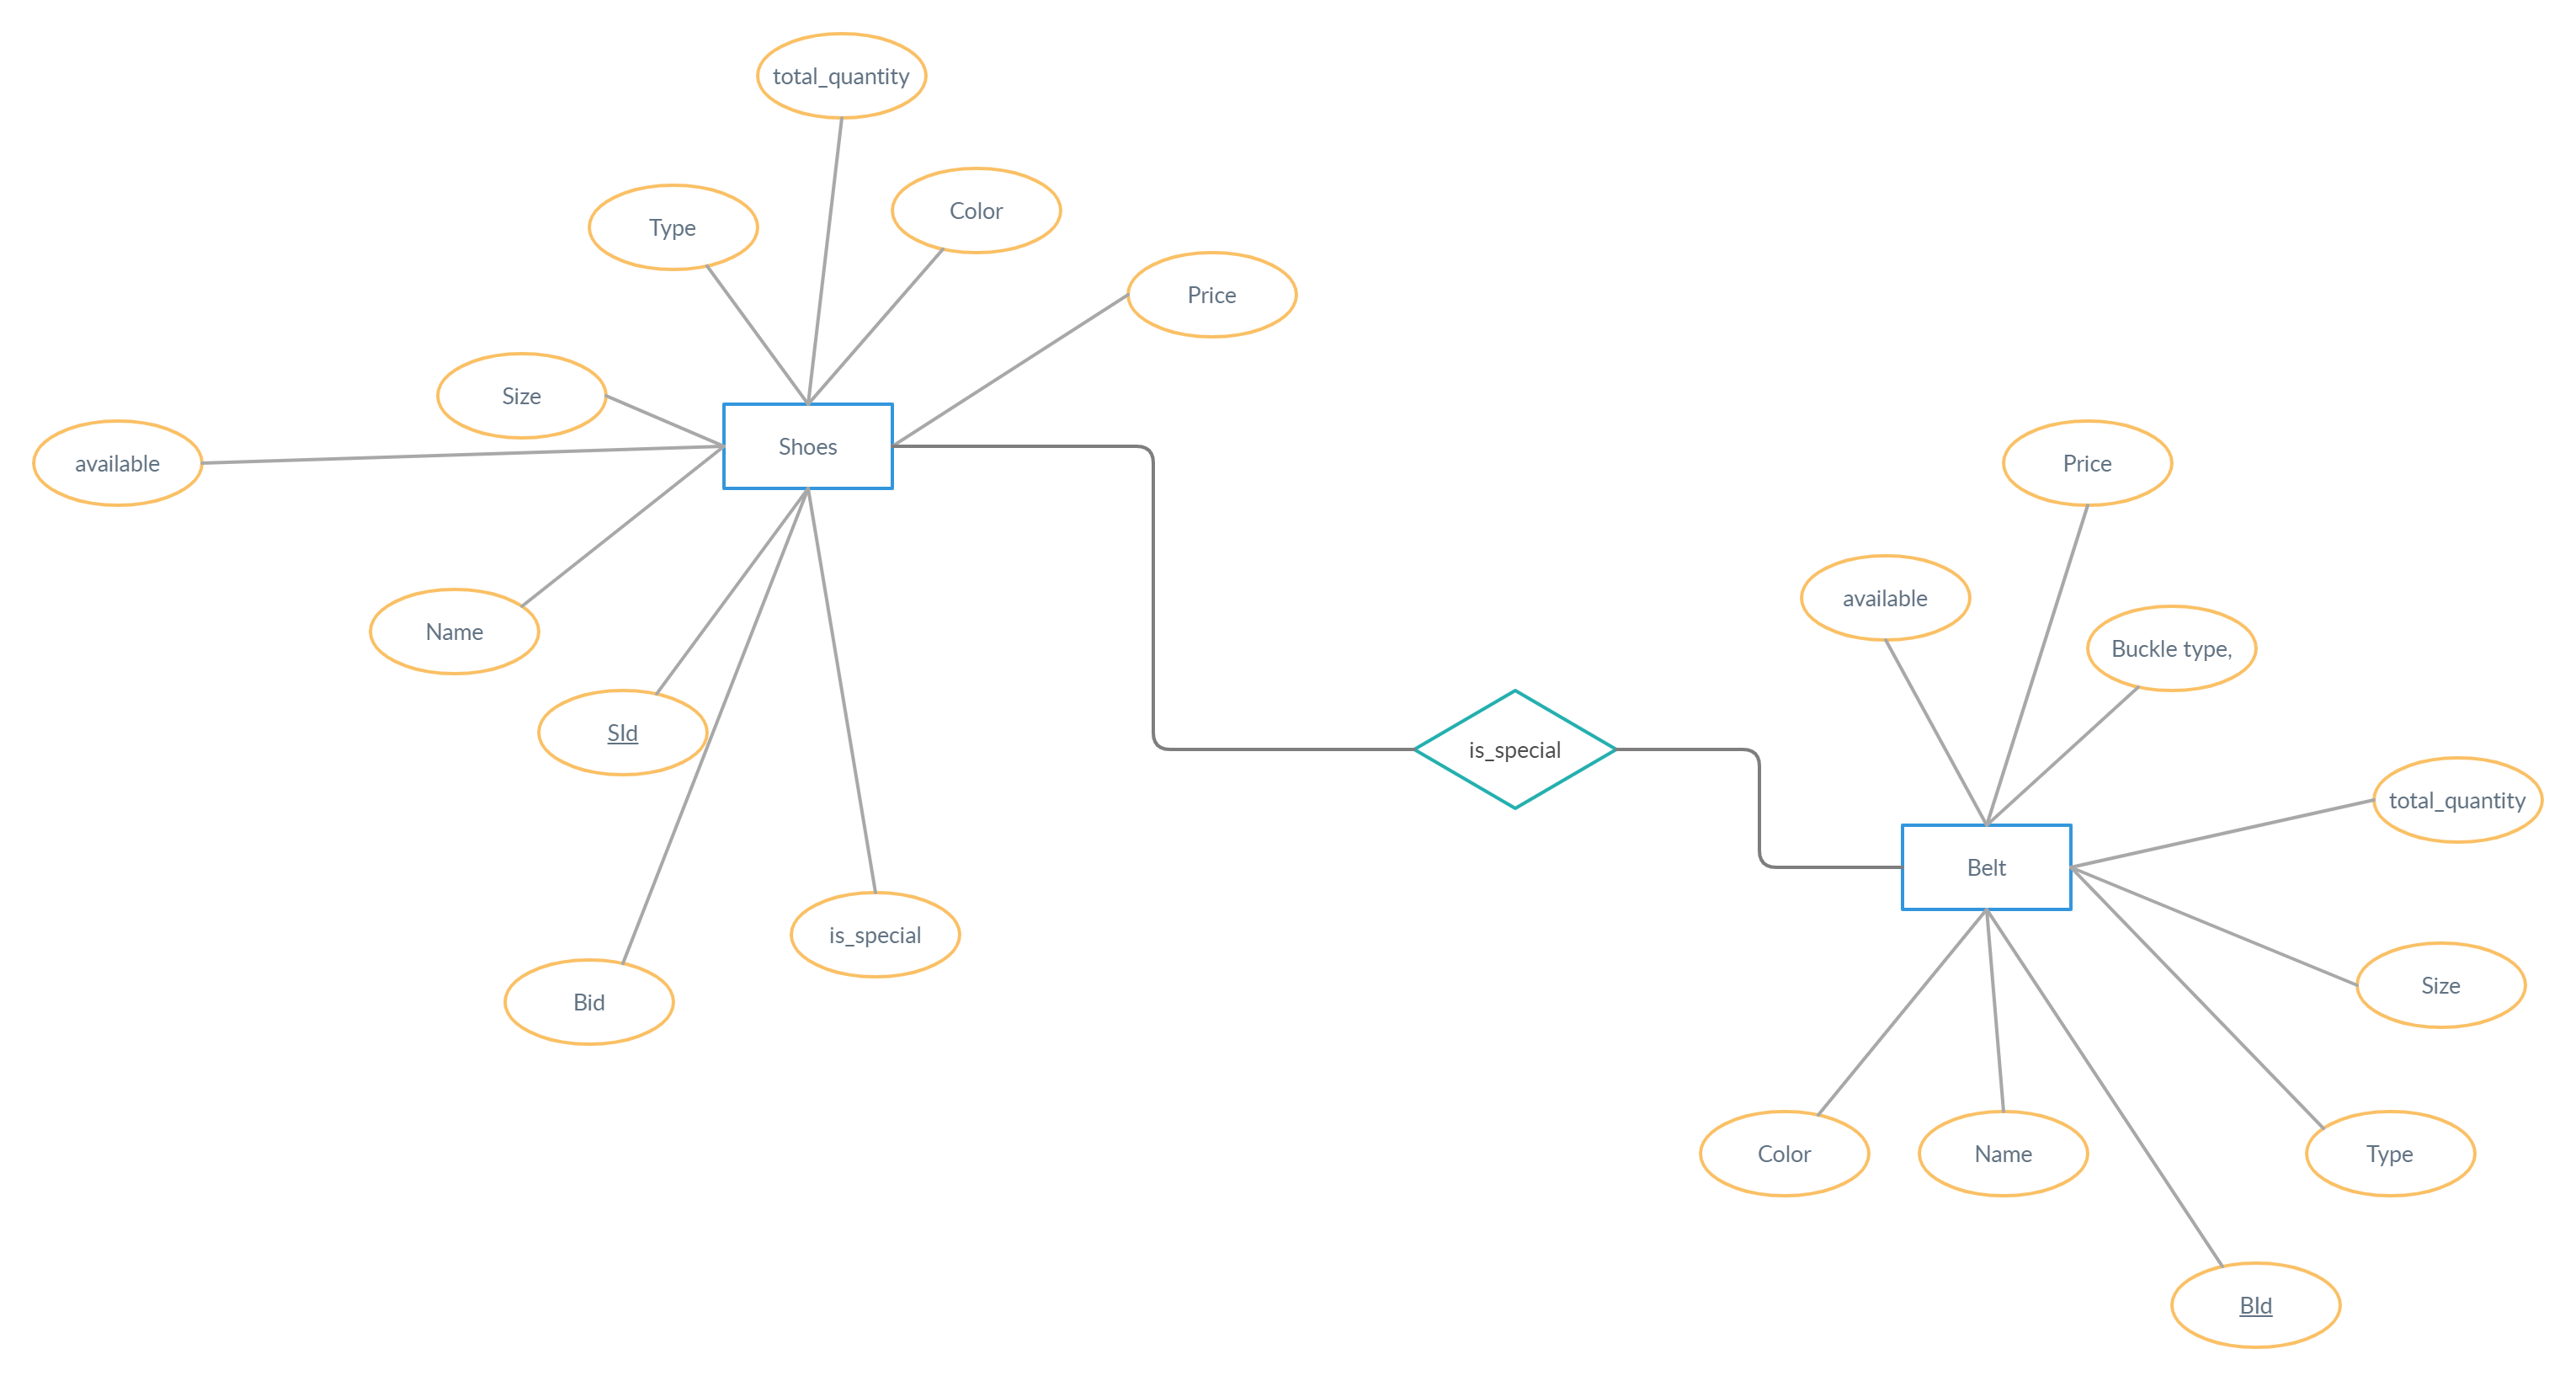 total_quantity
Color
Type
Price
Size
Shoes
available
Price
available
Name
Buckle type,
SId
is_special
total_quantity
Belt
is_special
Size
Bid
Color
Name
Type
BId